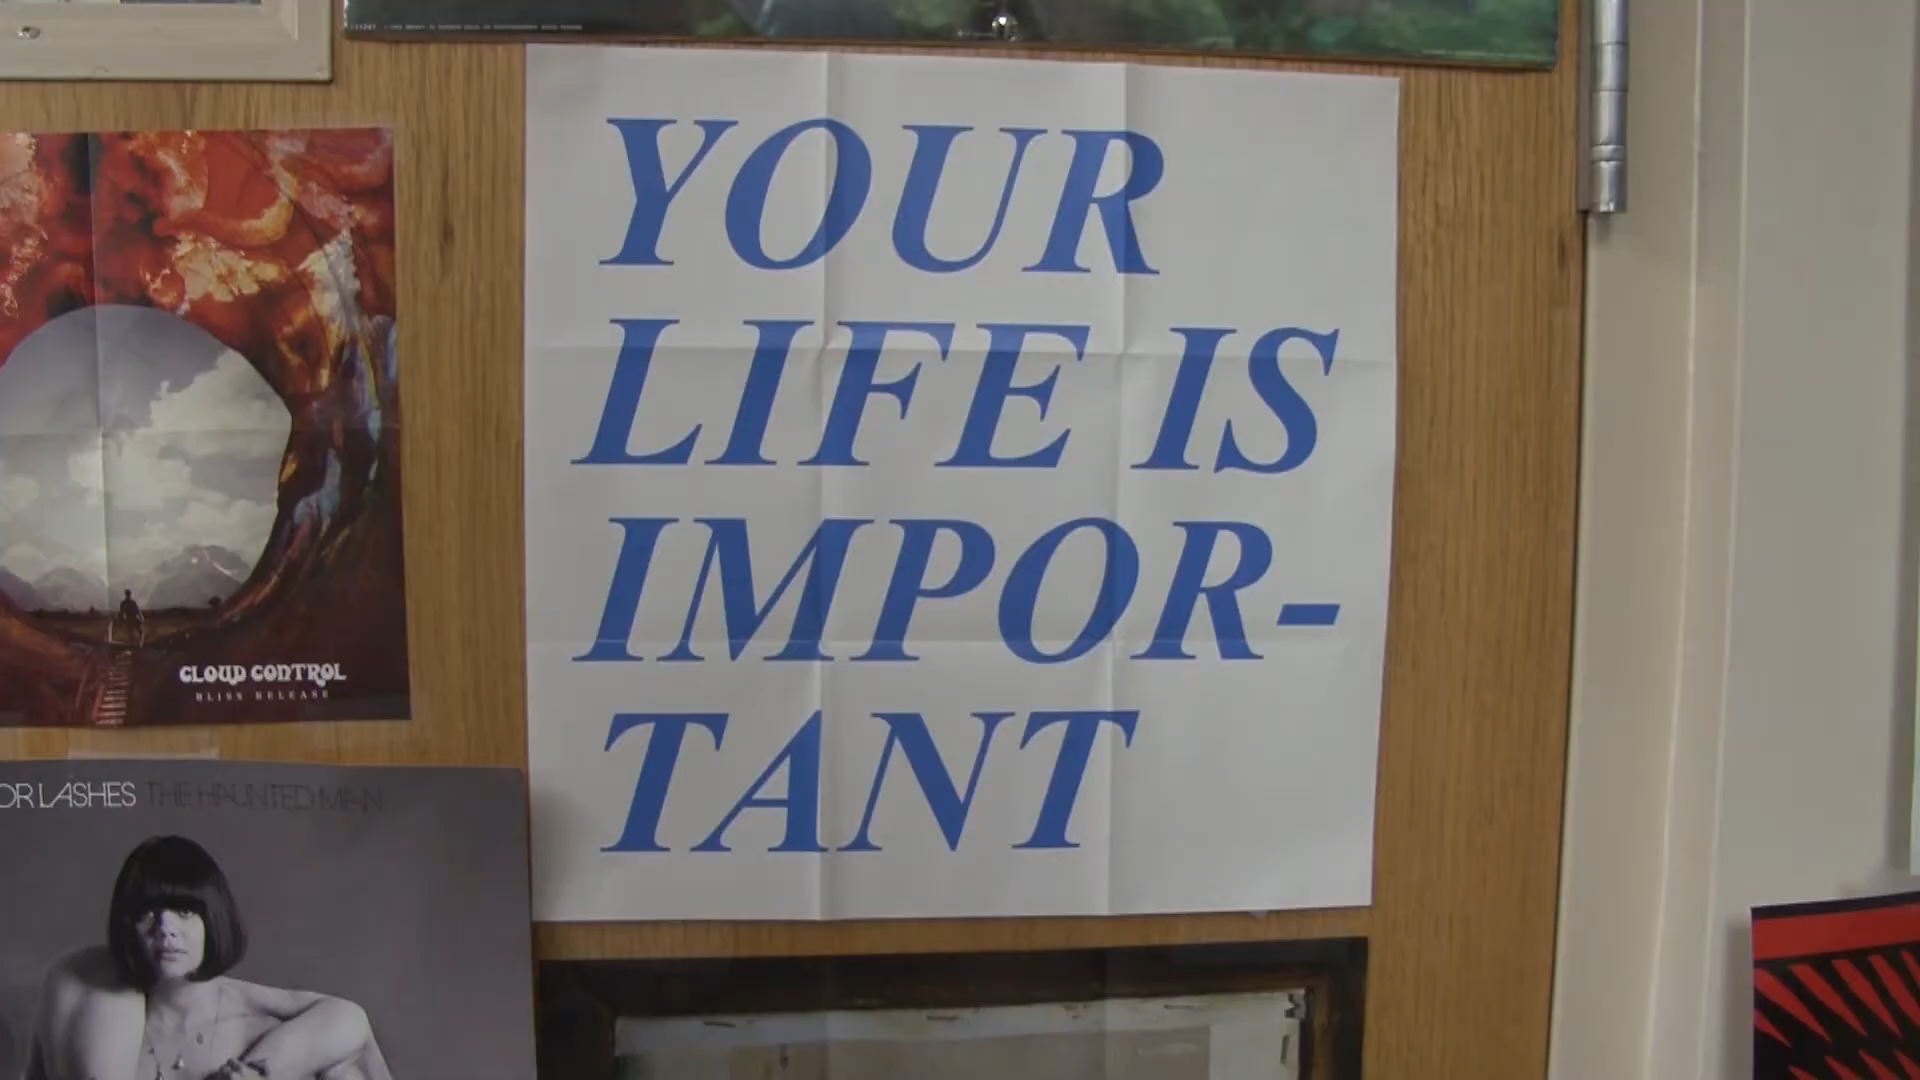 YOUR
LIFE IS
IMPOR-
TANT
CLOUD CONTROL
BLISS RELEASE
OR LASHES THE HAUNTED MAN